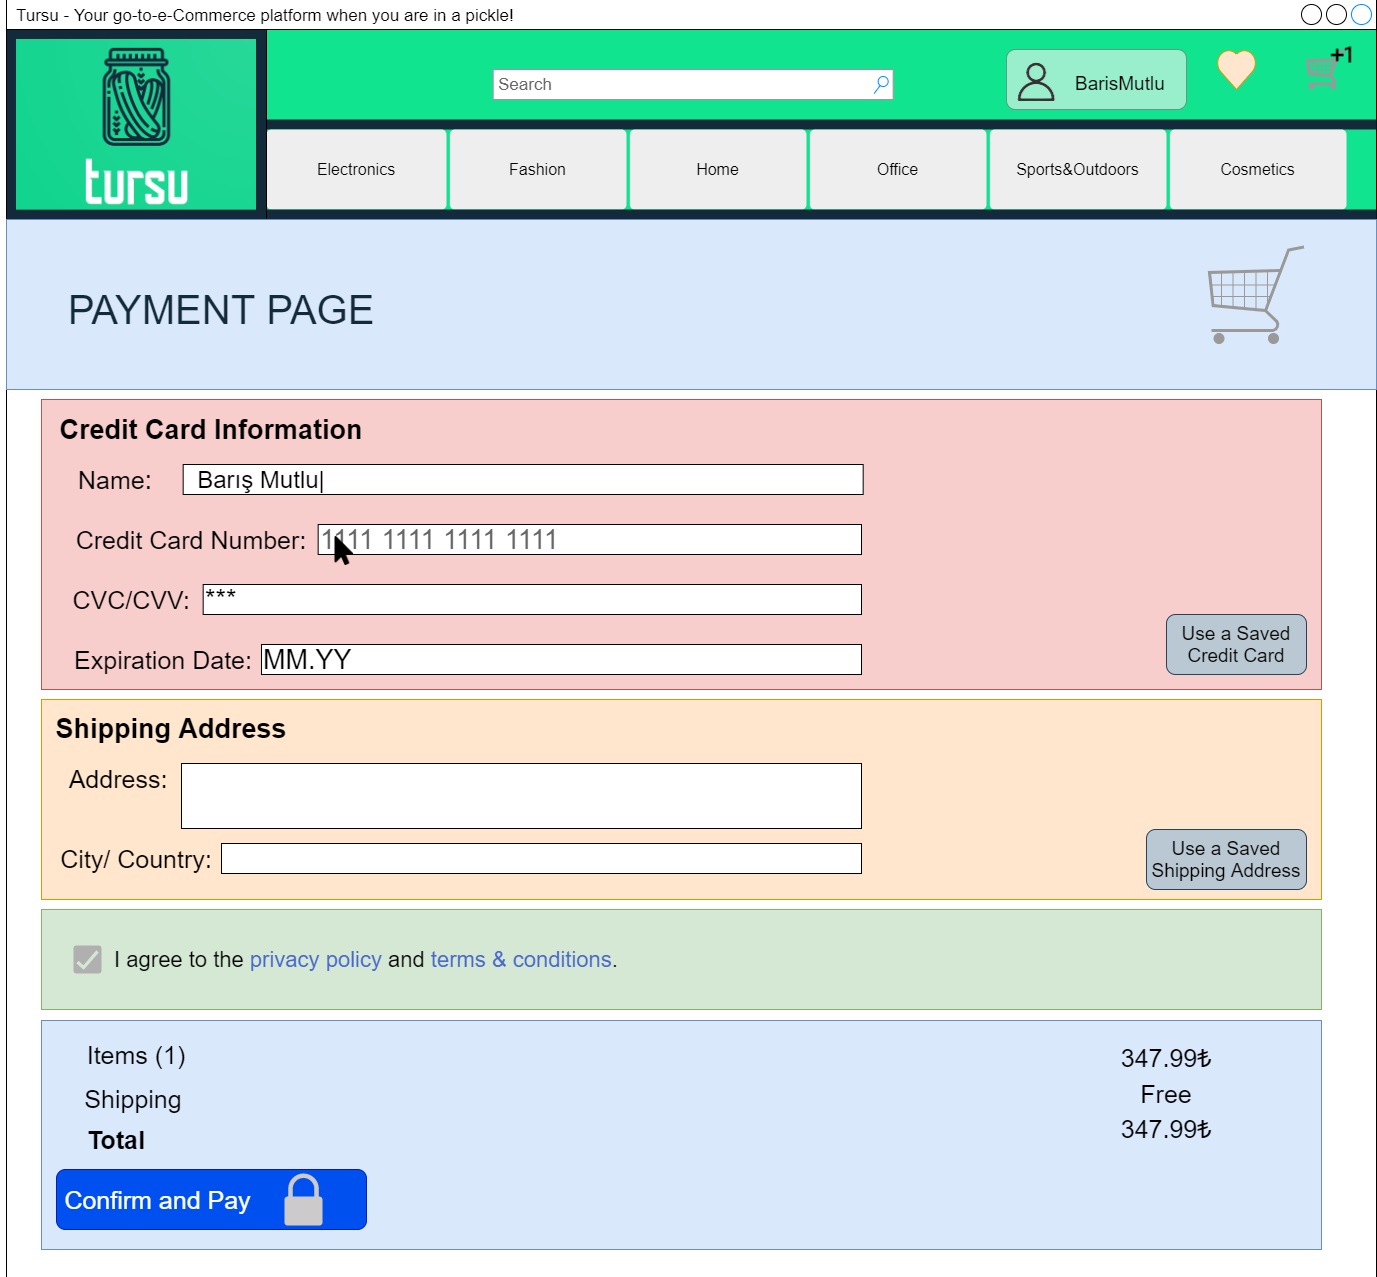 Tursu - Your go-to-e-Commerce platform when you are in a pickle!
tursu
Search
BarisMutlu
+1
Electronics
Fashion
Home
Office
Sports&Outdoors
Cosmetics
PAYMENT PAGE
Credit Card Information
Name: Barış Mutlu
Credit Card Number: 1111 1111 1111 1111
CVC/CVV: ***
Expiration Date: MM.YY
Use a Saved
Credit Card
Shipping Address
Address:
City/ Country:
Use a Saved
Shipping Address
I agree to the privacy policy and terms & conditions.
Items (1) 347.99₺
Shipping Free
Total 347.99₺
Confirm and Pay